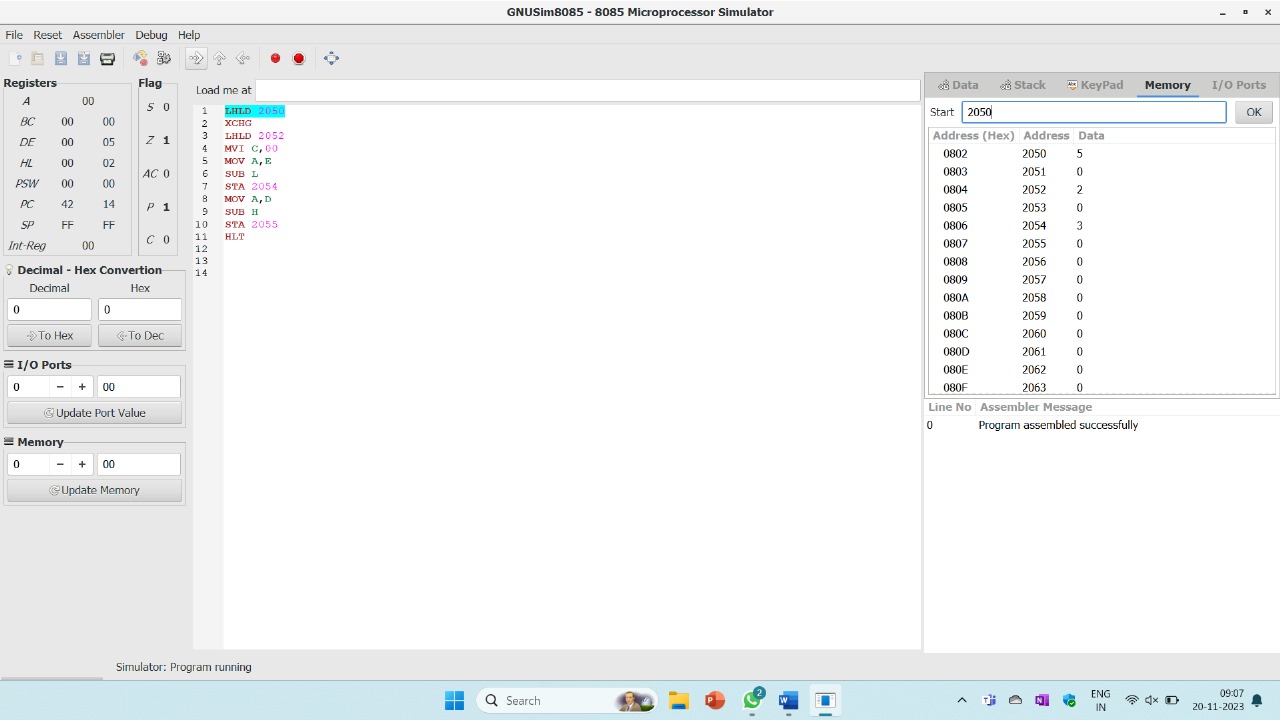 GNUSim8085 - 8085 Microprocessor Simulator
File Reset Assembler Debug Help
Registers
A 00
BC 00 00
DE 00 05
HL 00 02
PSW 00 00
PC 42 14
SP FF FF
Int-Reg 00
Flag
S 0
Z 1
AC 0
P 1
C 0
Decimal - Hex Convertion
Decimal Hex
0 0
To Hex To Dec
I/O Ports
0 − + 00
Update Port Value
Memory
0 − + 00
Update Memory
Load me at
1 LHLD 2050
2 XCHG
3 LHLD 2052
4 MVI C,00
5 MOV A,E
6 SUB L
7 STA 2054
8 MOV A,D
9 SUB H
10 STA 2055
11 HLT
12
13
14
Data Stack KeyPad Memory I/O Ports
Start 2050 OK
Address (Hex) Address Data
0802 2050 5
0803 2051 0
0804 2052 2
0805 2053 0
0806 2054 3
0807 2055 0
0808 2056 0
0809 2057 0
080A 2058 0
080B 2059 0
080C 2060 0
080D 2061 0
080E 2062 0
080F 2063 0
Line No Assembler Message
0 Program assembled successfully
Simulator: Program running
Search
2
ENG
IN
09:07
20-11-2023